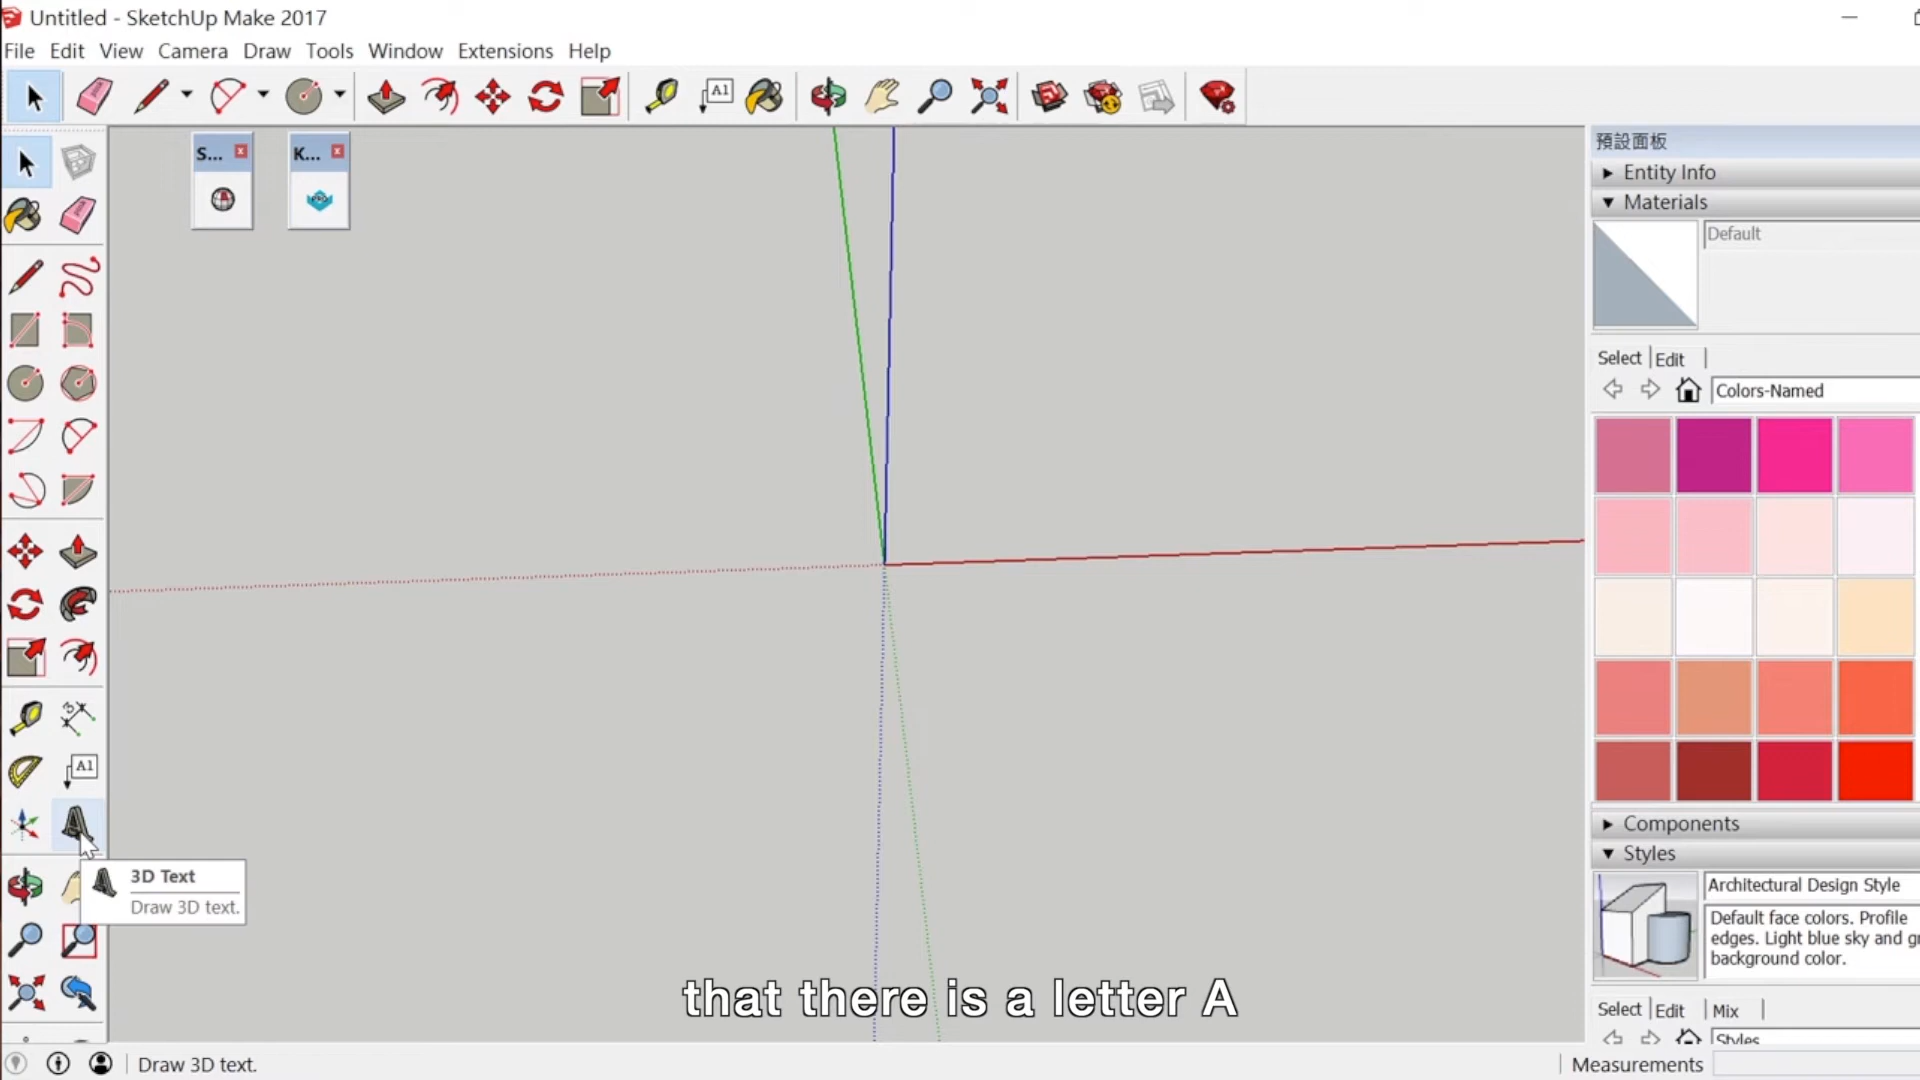 Untitled - SketchUp Make 2017
File Edit View Camera Draw Tools Window Extensions Help
A1
S...
K...
預設面板
Entity Info
Materials
Default
Select Edit
Colors-Named
A1
3D Text
Draw 3D text.
Components
Styles
Architectural Design Style
Default face colors. Profile
edges. Light blue sky and gr
background color.
that there is a letter A
Select Edit Mix
Styles
Draw 3D text.
Measurements